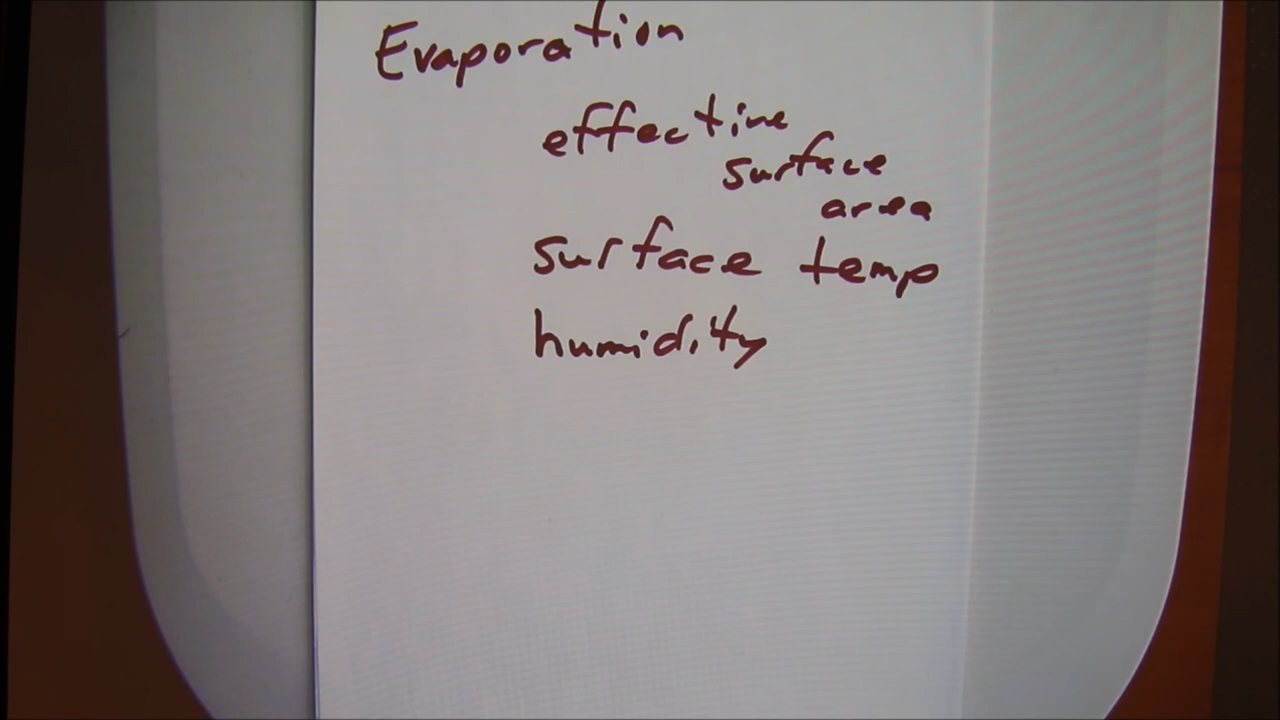 Evaporation
effective
surface
area
surface temp
humidity